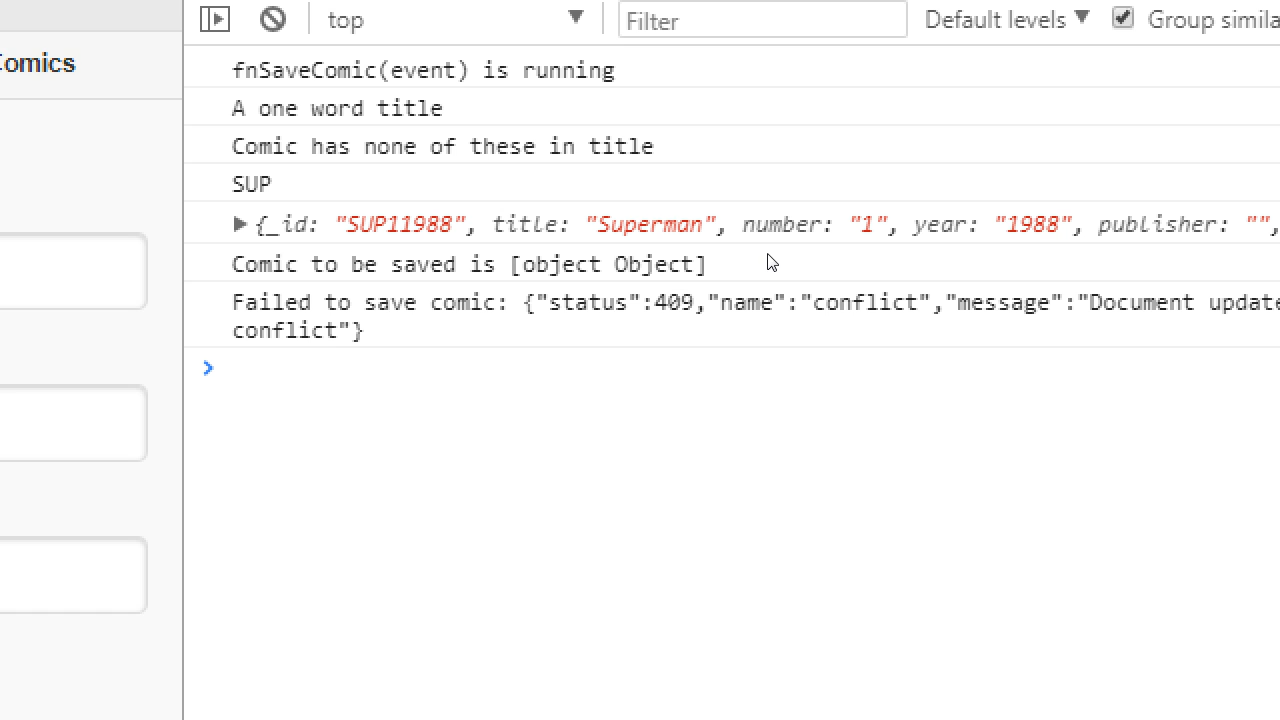 top
Filter
Default levels
Group simila
Comics
fnSaveComic(event) is running
A one word title
Comic has none of these in title
SUP
{_id: "SUP11988", title: "Superman", number: "1", year: "1988", publisher: "",
Comic to be saved is [object Object]
Failed to save comic: {"status":409,"name":"conflict","message":"Document update
conflict"}